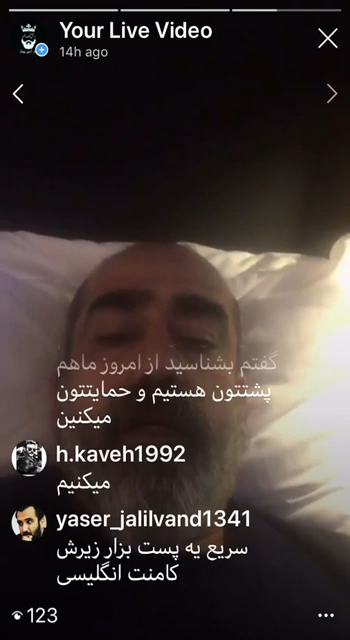 Your Live Video
14h ago
گفتم بشناسید از امروز ماهم
پشتتون هستیم و حمایتتون
میکنین
h.kaveh1992
میکنیم
yaser_jalilvand1341
سریع یه پست بزار زیرش
کامنت انگلیسی
123